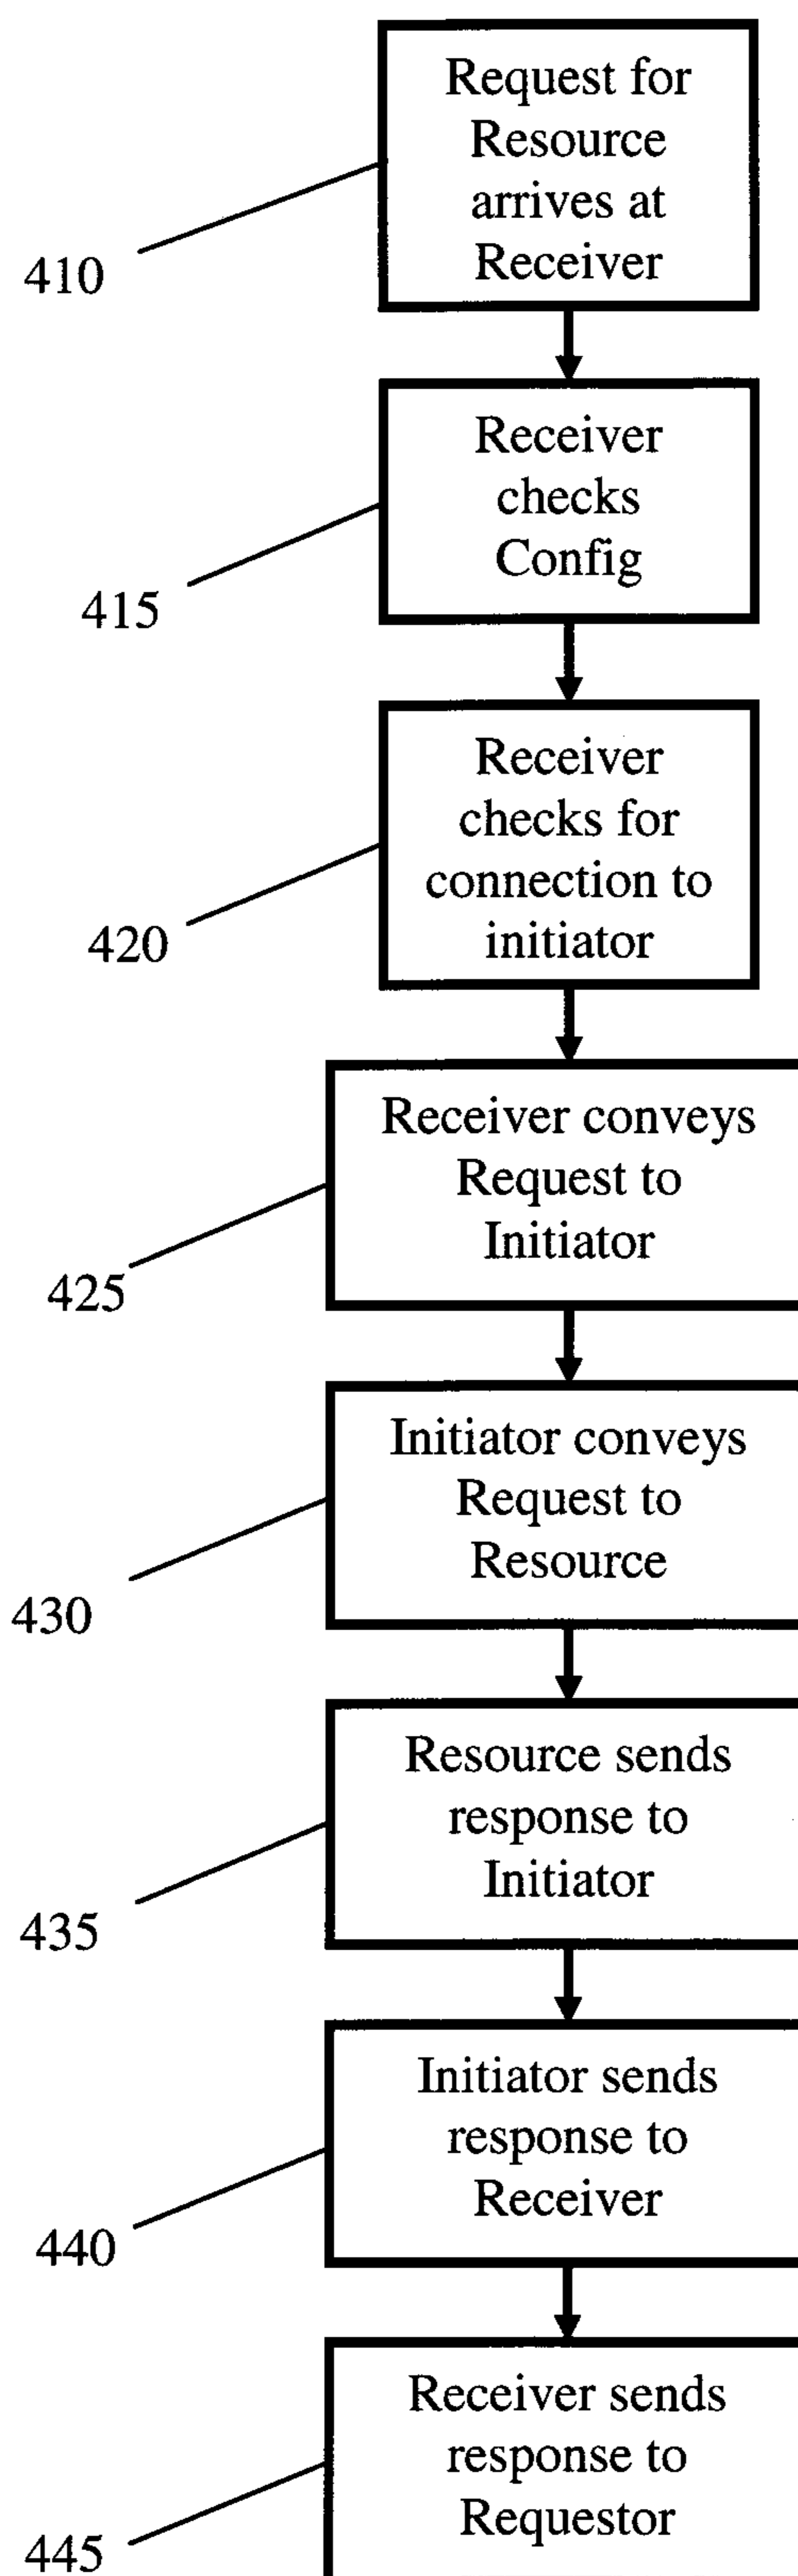 Request for
Resource
arrives at
Receiver
410
Receiver
checks
Config
415
Receiver
checks for
connection to
initiator
420
Receiver conveys
Request to
Initiator
425
Initiator conveys
Request to
Resource
430
Resource sends
response to
Initiator
435
Initiator sends
response to
Receiver
440
Receiver sends
response to
Requestor
445